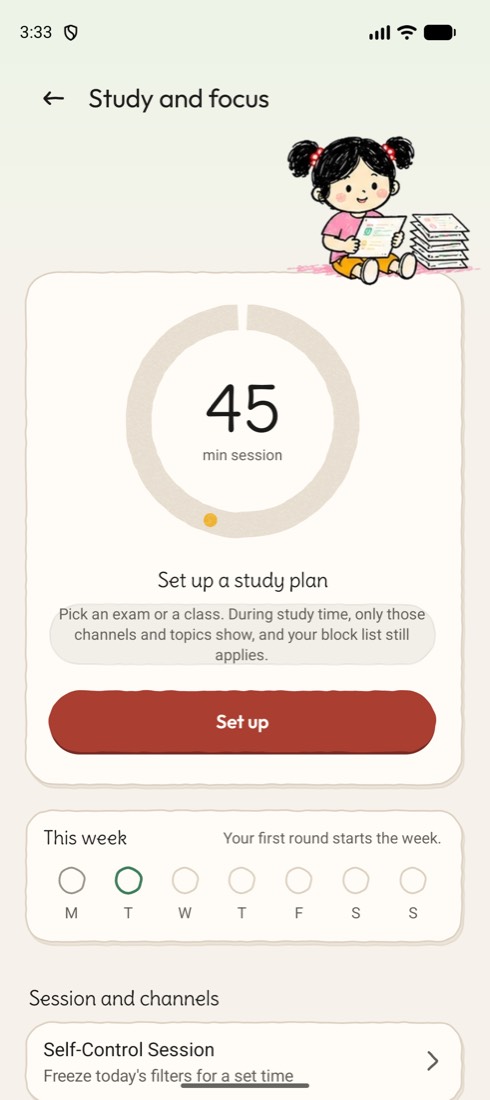 3:33
Study and focus
45
min session
Set up a study plan
Pick an exam or a class. During study time, only those
channels and topics show, and your block list still
applies.
Set up
This week
Your first round starts the week.
M T W T F S S
Session and channels
Self-Control Session
Freeze today's filters for a set time